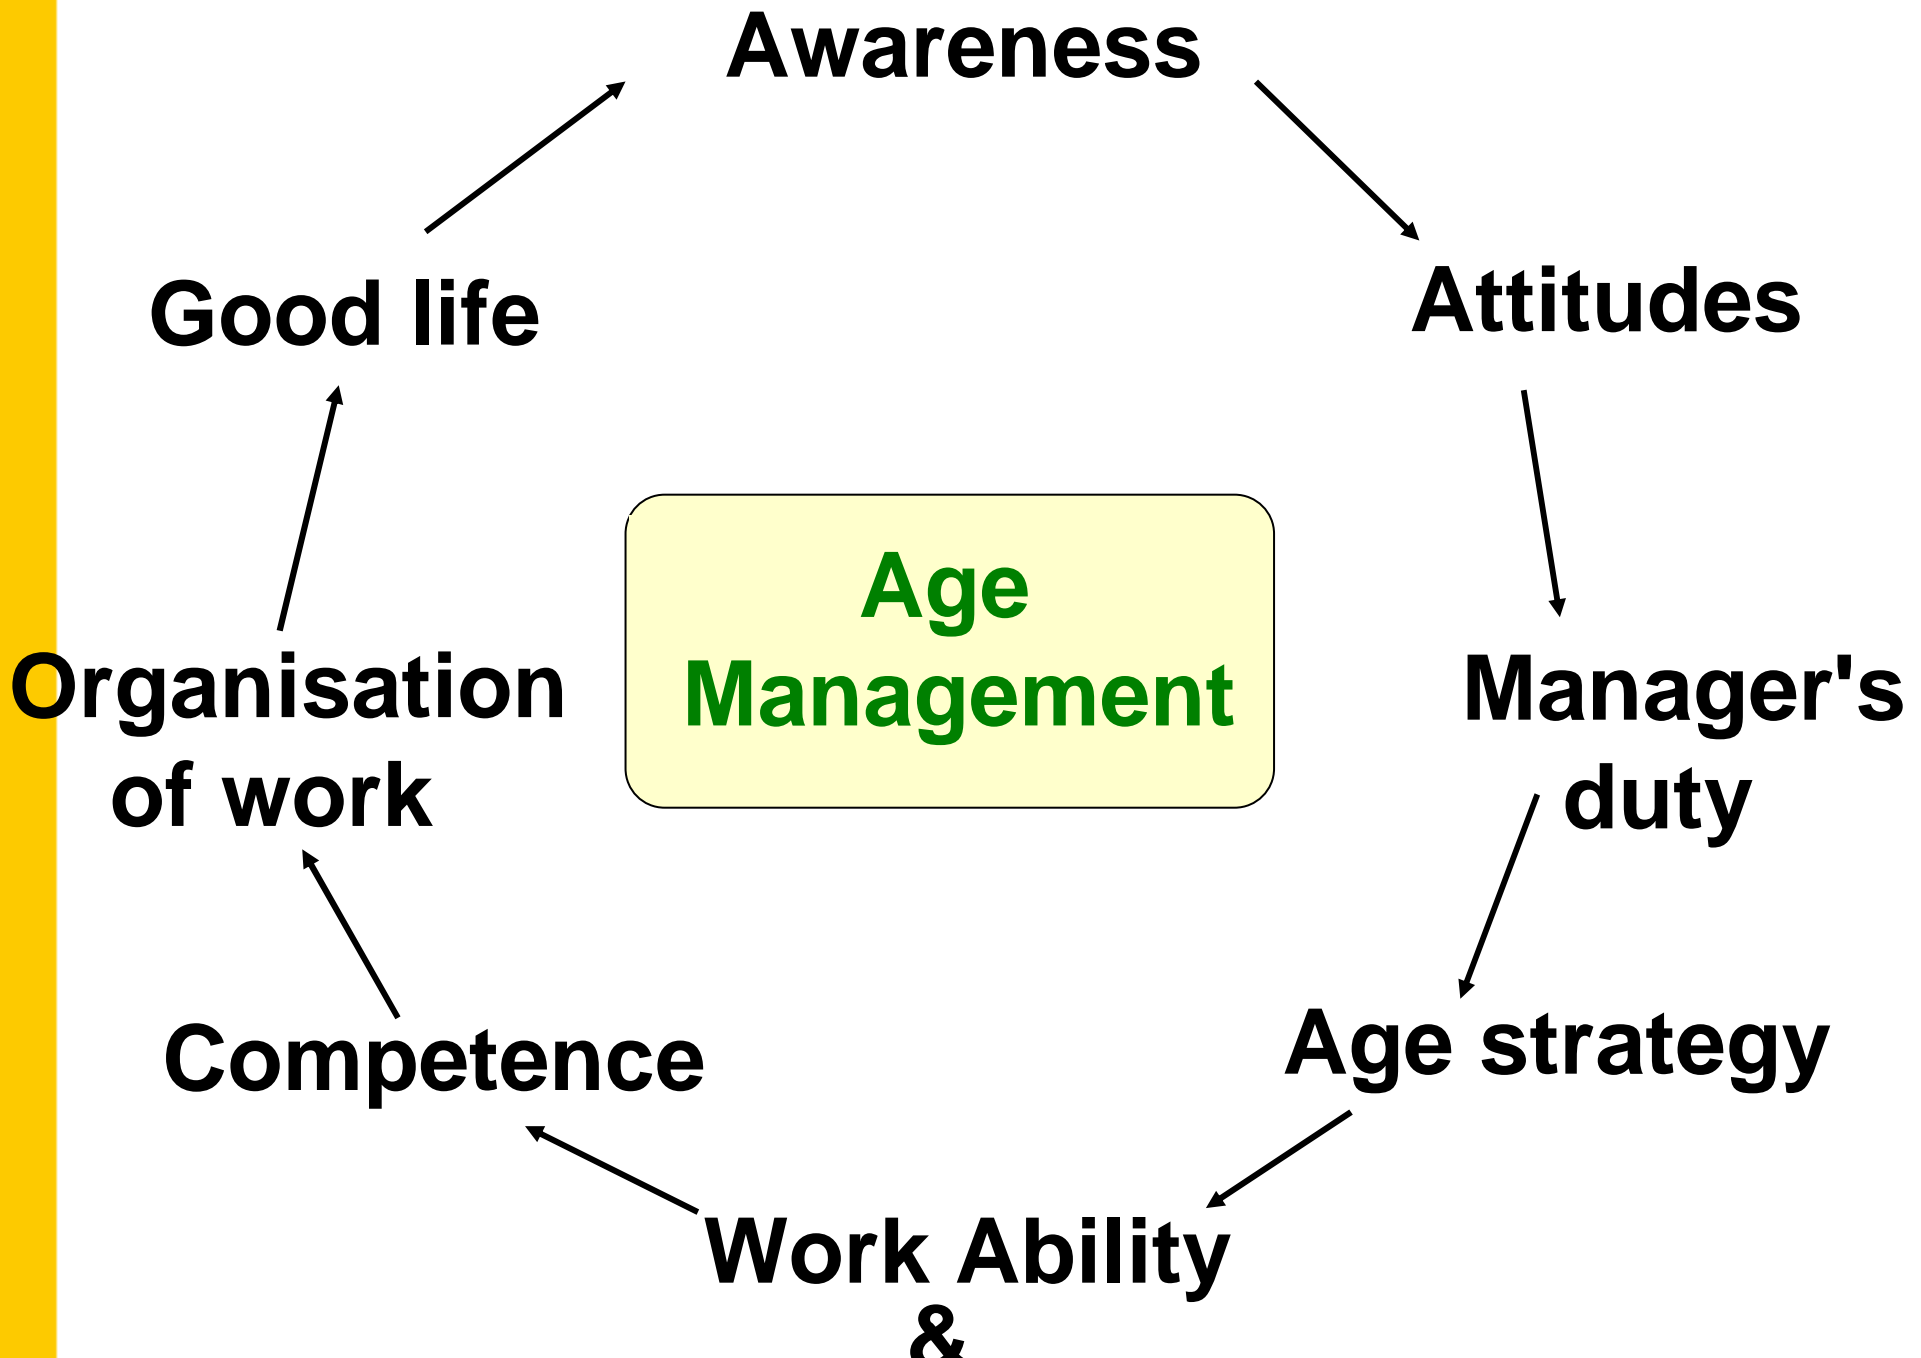 Awareness
Attitudes
Manager's
duty
Age strategy
Work Ability
&
Competence
Organisation
of work
Good life
Age
Management